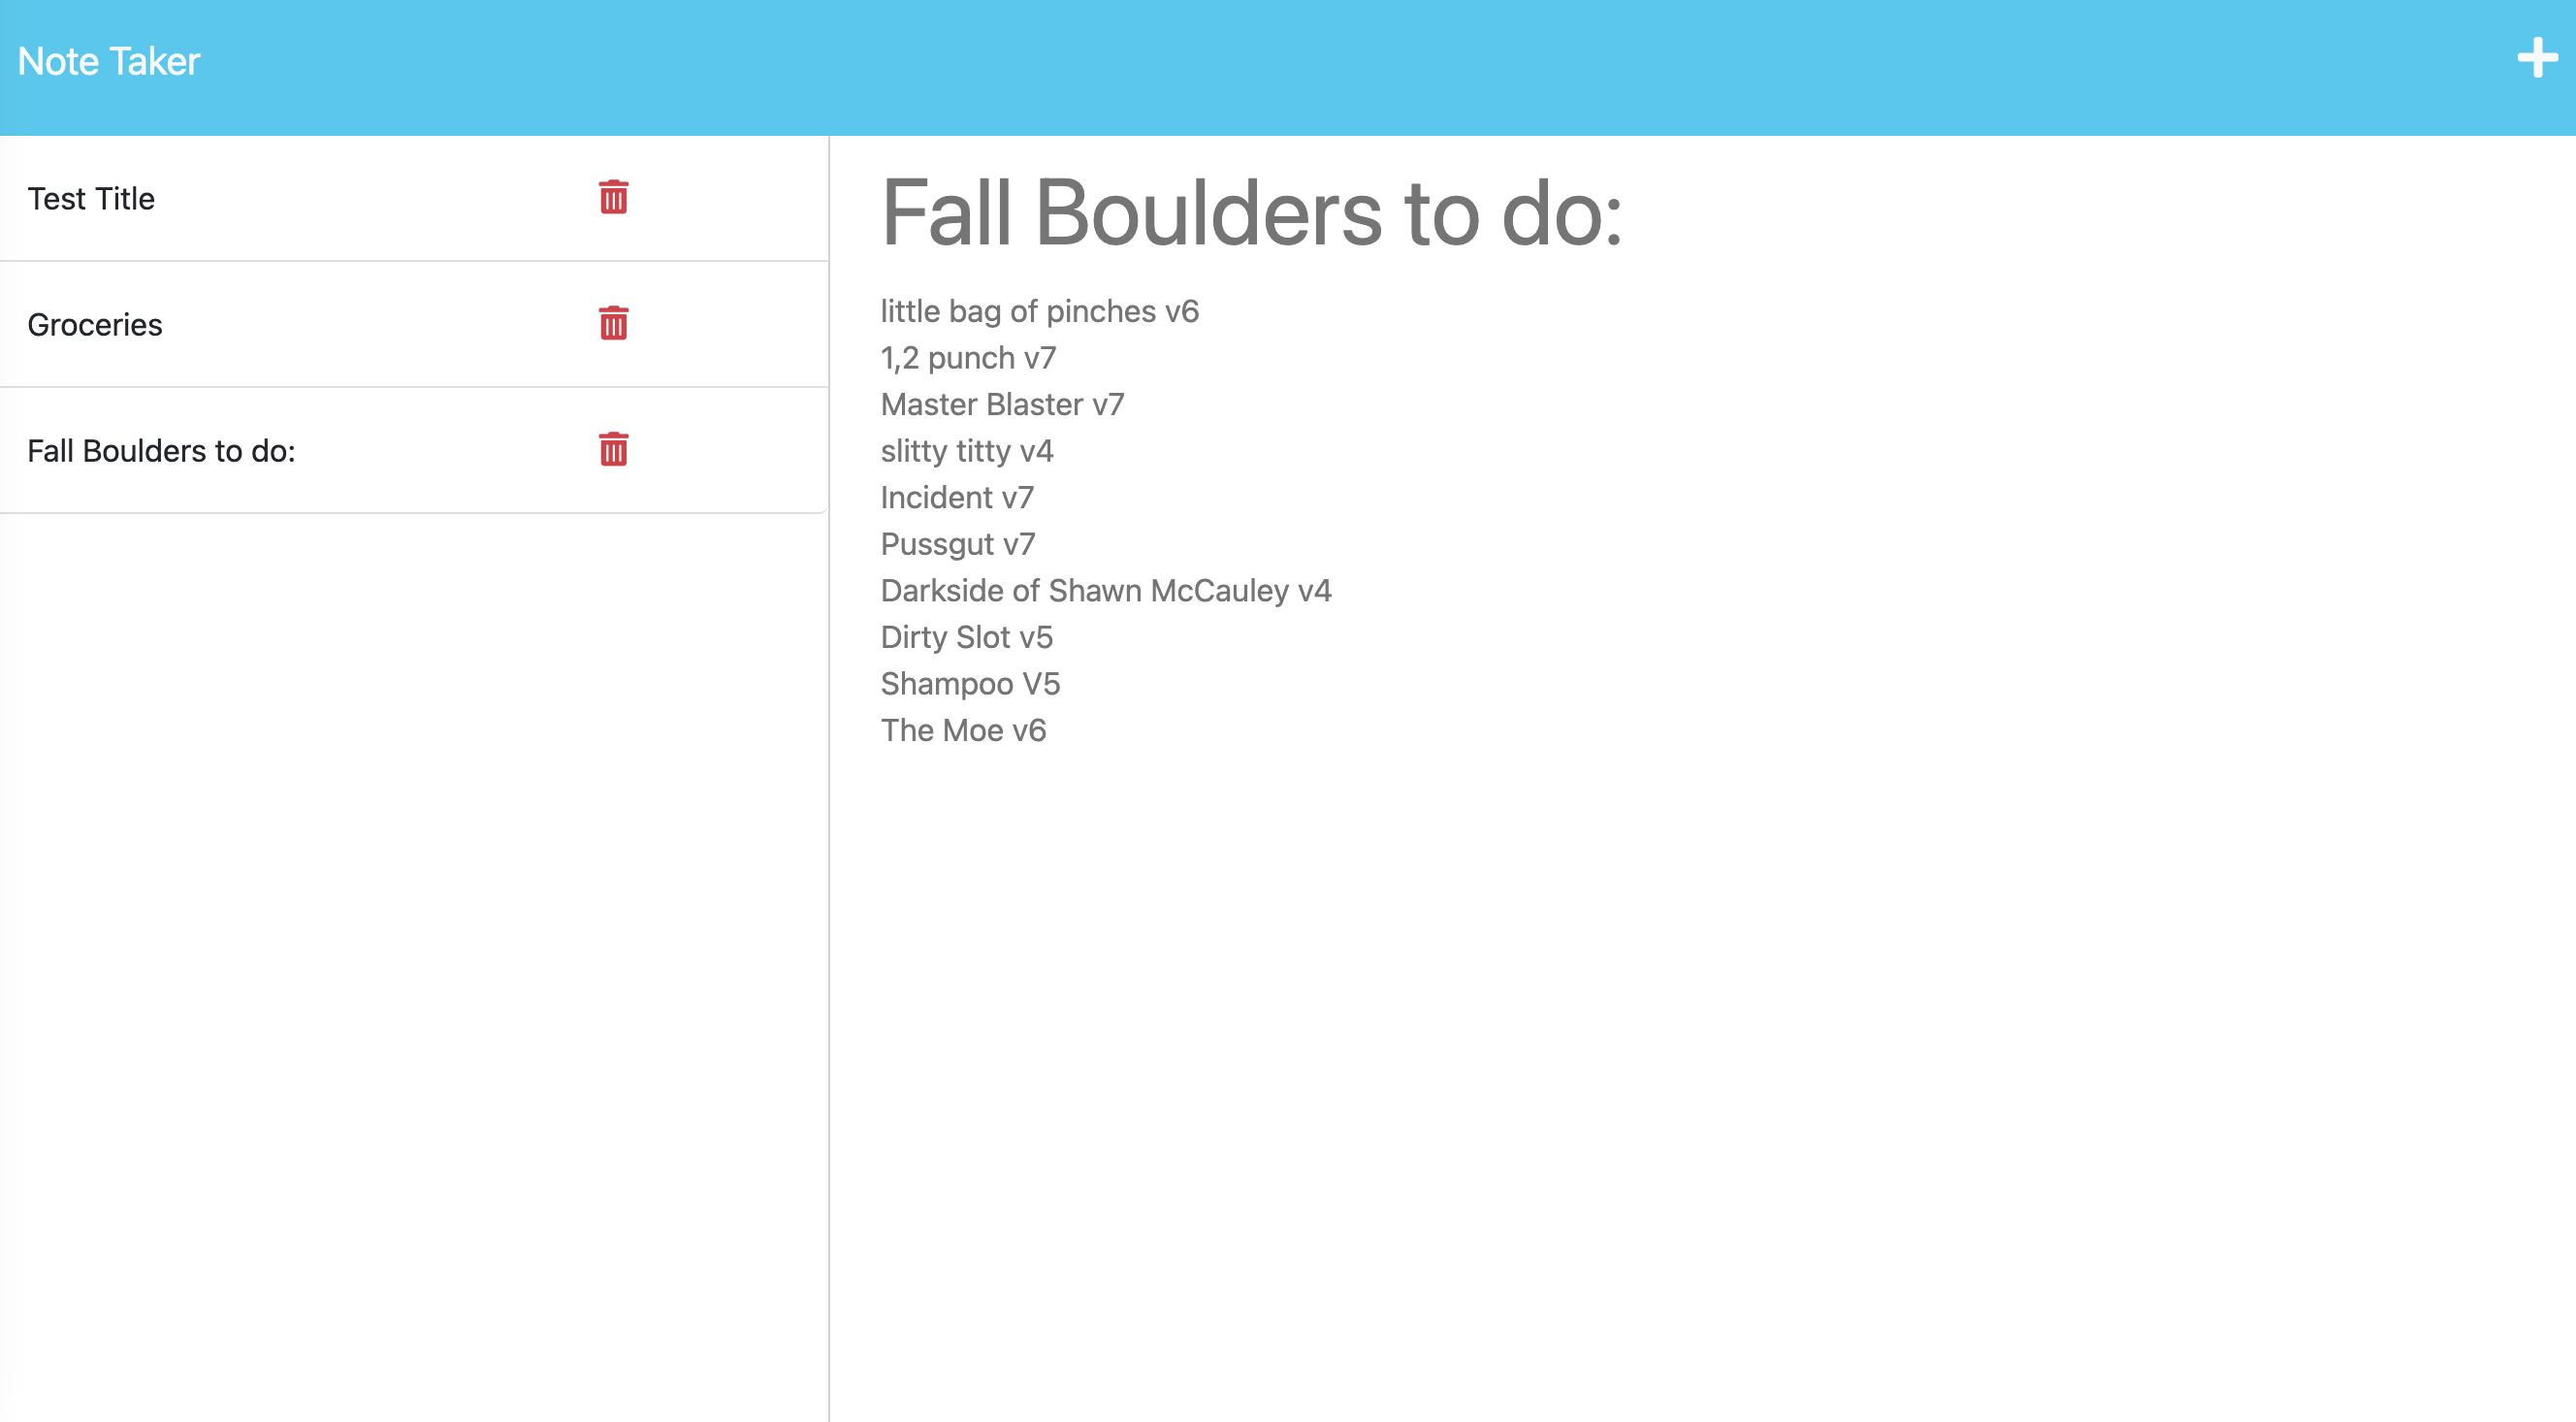 Note Taker
Test Title
Groceries
Fall Boulders to do:
Fall Boulders to do:
little bag of pinches v6
1,2 punch v7
Master Blaster v7
slitty titty v4
Incident v7
Pussgut v7
Darkside of Shawn McCauley v4
Dirty Slot v5
Shampoo V5
The Moe v6